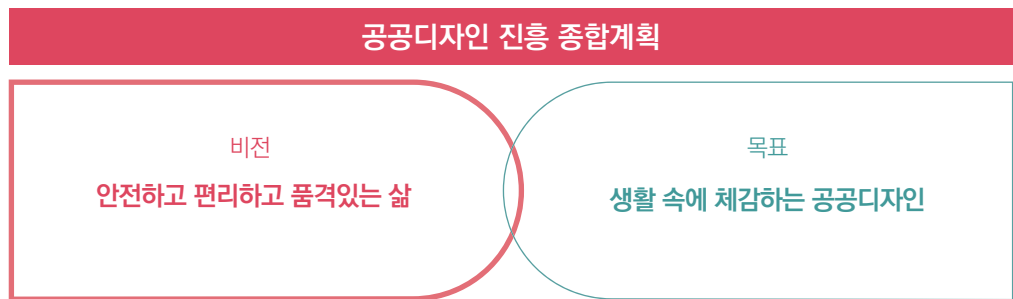 공공디자인 진흥 종합계획
비전
안전하고 편리하고 품격있는 삶
목표
생활 속에 체감하는 공공디자인